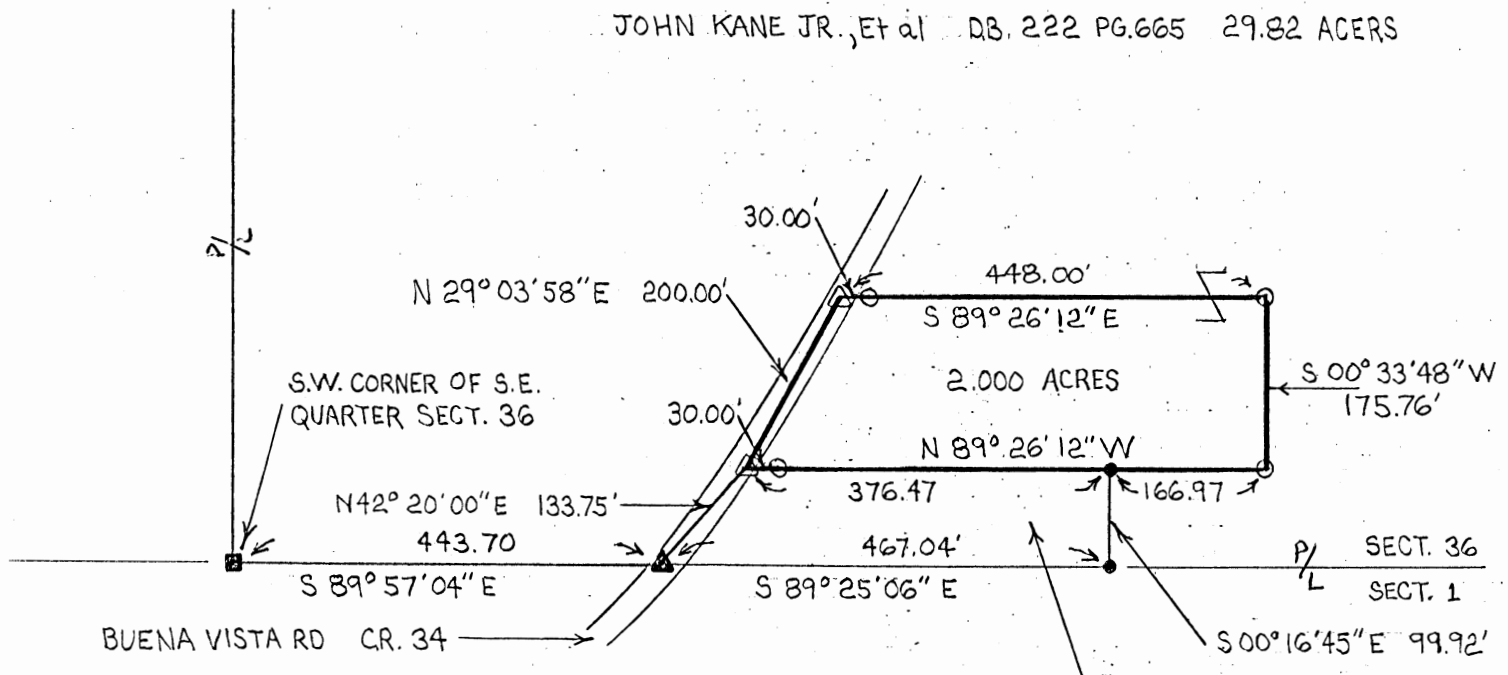 JOHN KANE JR., Et al D.B. 222 PG.665 29.82 ACERS
P/L
30.00'
448.00'
N 29° 03' 58" E 200.00'
S 89° 26' 12" E
S.W. CORNER OF S.E.
QUARTER SECT. 36
2.000 ACRES
S 00° 33' 48" W
175.76'
30.00'
N 89° 26' 12" W
376.47
166.97
N 42° 20' 00" E 133.75'
443.70
467.04'
P/L
SECT. 36
S 89° 57' 04" E
S 89° 25' 06" E
SECT. 1
BUENA VISTA RD C.R. 34
S 00° 16' 45" E 99.92'